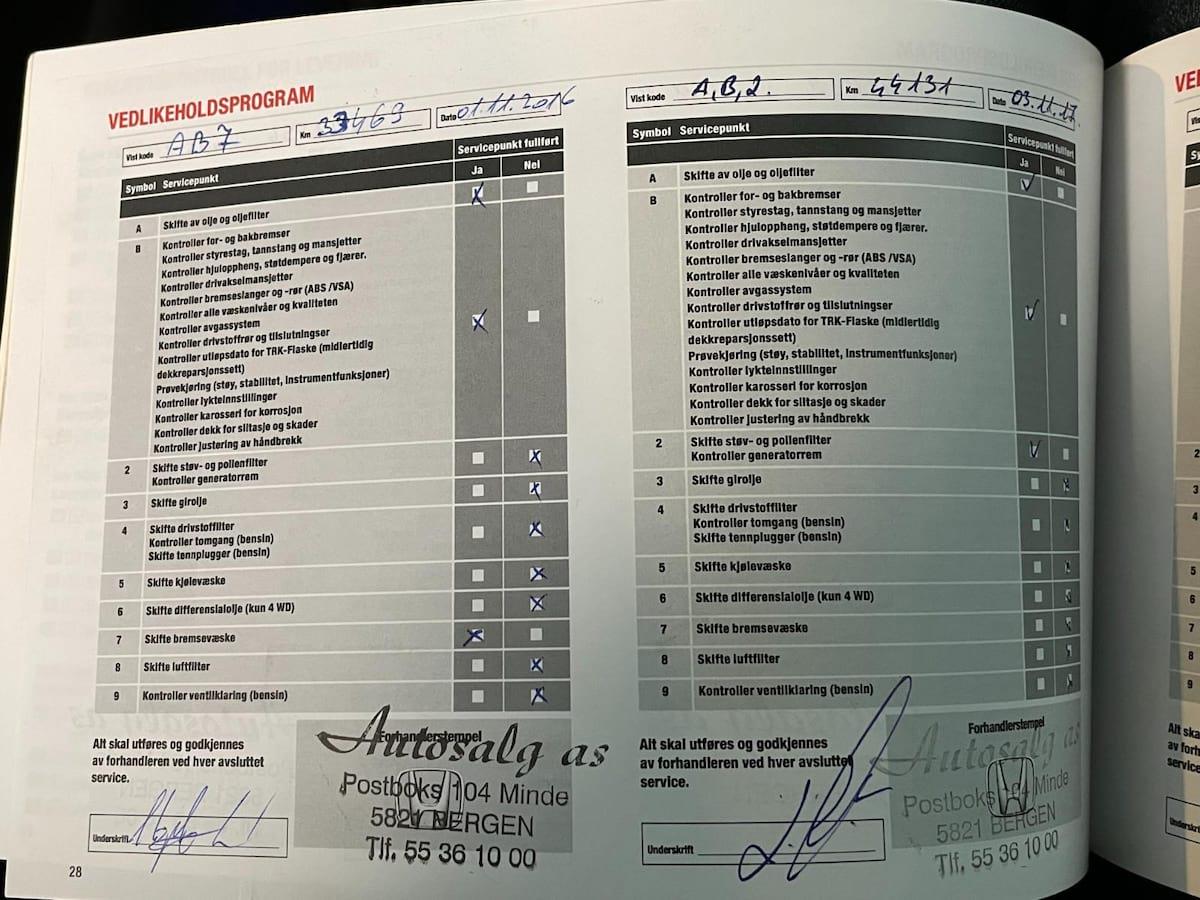 VEDLIKEHOLDSPROGRAM
Vist kode AB7 Km 33463 Dato 01.11.2016
Symbol Servicepunkt Servicepunkt fullført
Ja Nei
A Skifte av olje og oljefilter
B Kontroller for- og bakbremser
Kontroller styrestag, tannstang og mansjetter
Kontroller hjuloppheng, støtdempere og fjærer.
Kontroller drivakselmansjetter
Kontroller bremseslanger og -rør (ABS /VSA)
Kontroller alle væskenivåer og kvaliteten
Kontroller avgassystem
Kontroller drivstoffrør og tilslutninger
Kontroller utløpsdato for TRK-Flaske (midlertidig
dekkreparsjonssett)
Prøvekjøring (støy, stabilitet, Instrumentfunksjoner)
Kontroller lykteinnstillinger
Kontroller karosseri for korrosjon
Kontroller dekk for slitasje og skader
Kontroller justering av håndbrekk
2 Skifte støv- og pollenfilter
Kontroller generatorrem
3 Skifte girolje
4 Skifte drivstoffilter
Kontroller tomgang (bensin)
Skifte tennplugger (bensin)
5 Skifte kjølevæske
6 Skifte differensialolje (kun 4 WD)
7 Skifte bremsevæske
8 Skifte luftfilter
9 Kontroller ventilklaring (bensin)
Alt skal utføres og godkjennes
av forhandleren ved hver avsluttet
service.
Forhandlerstempel
Autosalg as
Postboks 104 Minde
5821 BERGEN
Tlf. 55 36 10 00
Underskrift
28
Vist kode A,B,2. Km 44131 Dato 03.11.17.
Symbol Servicepunkt Servicepunkt fullført
Ja Nei
A Skifte av olje og oljefilter
B Kontroller for- og bakbremser
Kontroller styrestag, tannstang og mansjetter
Kontroller hjuloppheng, støtdempere og fjærer.
Kontroller drivakselmansjetter
Kontroller bremseslanger og -rør (ABS /VSA)
Kontroller alle væskenivåer og kvaliteten
Kontroller avgassystem
Kontroller drivstoffrør og tilslutninger
Kontroller utløpsdato for TRK-Flaske (midlertidig
dekkreparsjonssett)
Prøvekjøring (støy, stabilitet, Instrumentfunksjoner)
Kontroller lykteinnstillinger
Kontroller karosseri for korrosjon
Kontroller dekk for slitasje og skader
Kontroller justering av håndbrekk
2 Skifte støv- og pollenfilter
Kontroller generatorrem
3 Skifte girolje
4 Skifte drivstoffilter
Kontroller tomgang (bensin)
Skifte tennplugger (bensin)
5 Skifte kjølevæske
6 Skifte differensialolje (kun 4 WD)
7 Skifte bremsevæske
8 Skifte luftfilter
9 Kontroller ventilklaring (bensin)
Alt skal utføres og godkjennes
av forhandleren ved hver avsluttet
service.
Forhandlerstempel
Autosalg as
Postboks 104 Minde
5821 BERGEN
Tlf. 55 36 10 00
Underskrift